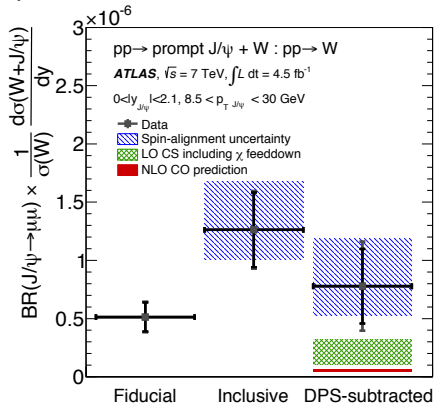 ×10⁻⁶
BR(J/ψ→μμ) × 1/σ(W) dσ(W+J/ψ)/dy
3
2.5
2
1.5
1
0.5
0
pp→ prompt J/ψ + W : pp→ W
ATLAS, √s = 7 TeV, ∫L dt = 4.5 fb⁻¹
0<|y_J/ψ|<2.1, 8.5 < p_T J/ψ < 30 GeV
Data
Spin-alignment uncertainty
LO CS including χ feeddown
NLO CO prediction
Fiducial Inclusive DPS-subtracted